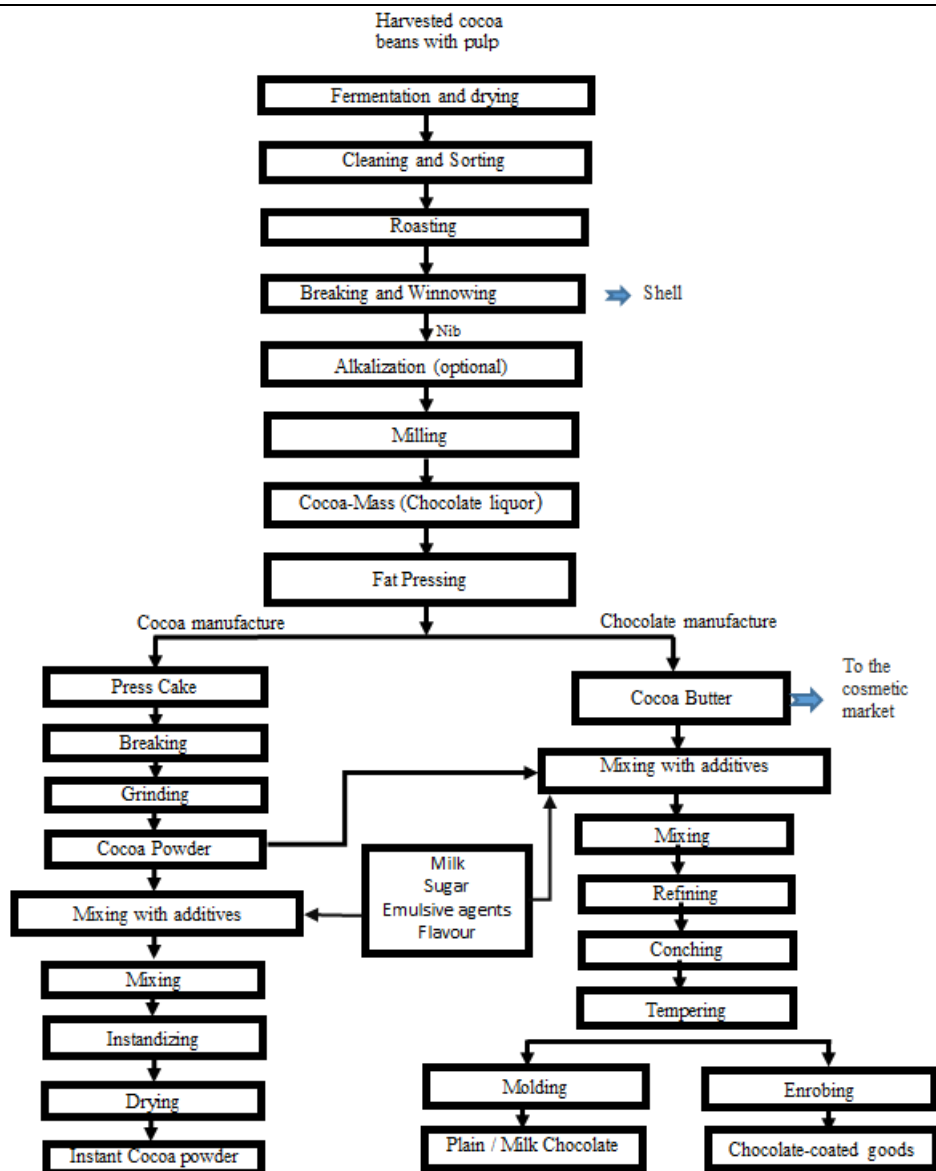 Harvested cocoa
beans with pulp
Fermentation and drying
Cleaning and Sorting
Roasting
Breaking and Winnowing
Shell
Nib
Alkalization (optional)
Milling
Cocoa-Mass (Chocolate liquor)
Fat Pressing
Cocoa manufacture
Chocolate manufacture
Press Cake
Breaking
Grinding
Cocoa Powder
Mixing with additives
Mixing
Instandizing
Drying
Instant Cocoa powder
Milk
Sugar
Emulsive agents
Flavour
Cocoa Butter
To the
cosmetic
market
Mixing with additives
Mixing
Refining
Conching
Tempering
Molding
Plain / Milk Chocolate
Enrobing
Chocolate-coated goods